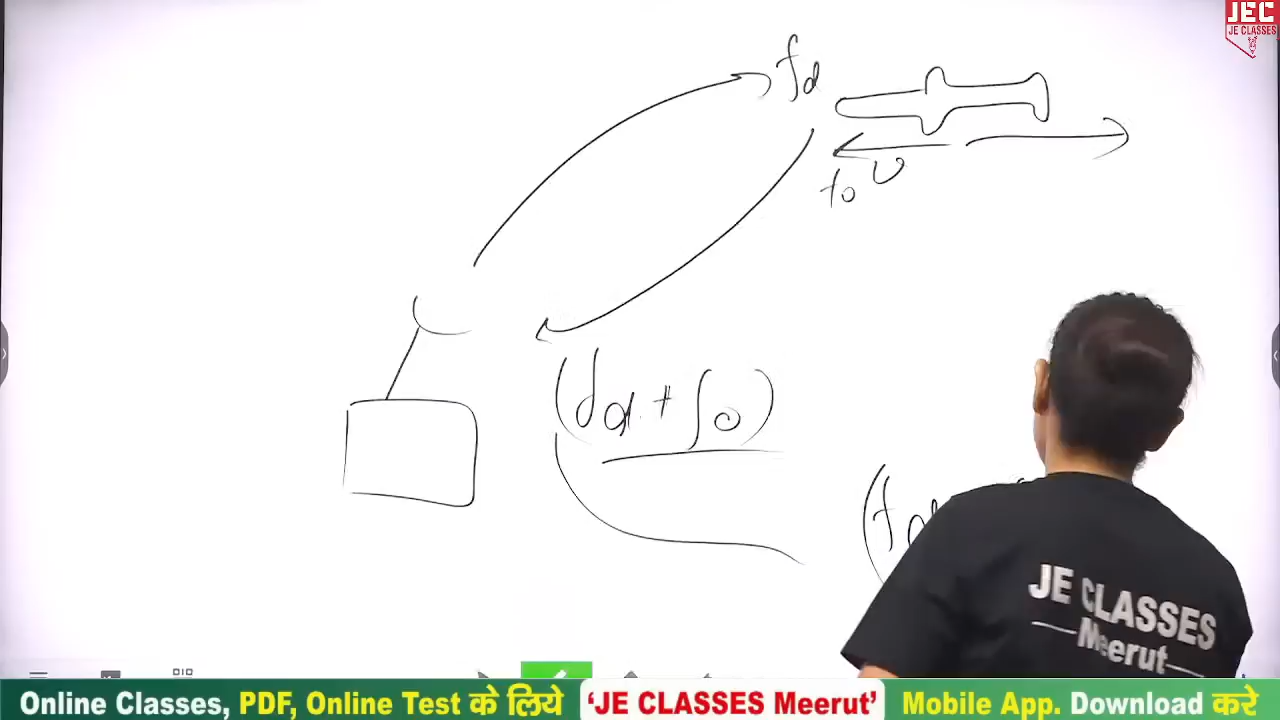 JEC
JE CLASSES
fd
fo υ
(fd + fo)
(fd
JE CLASSES
Meerut
Online Classes, PDF, Online Test के लिये 'JE CLASSES Meerut' Mobile App. Download करे